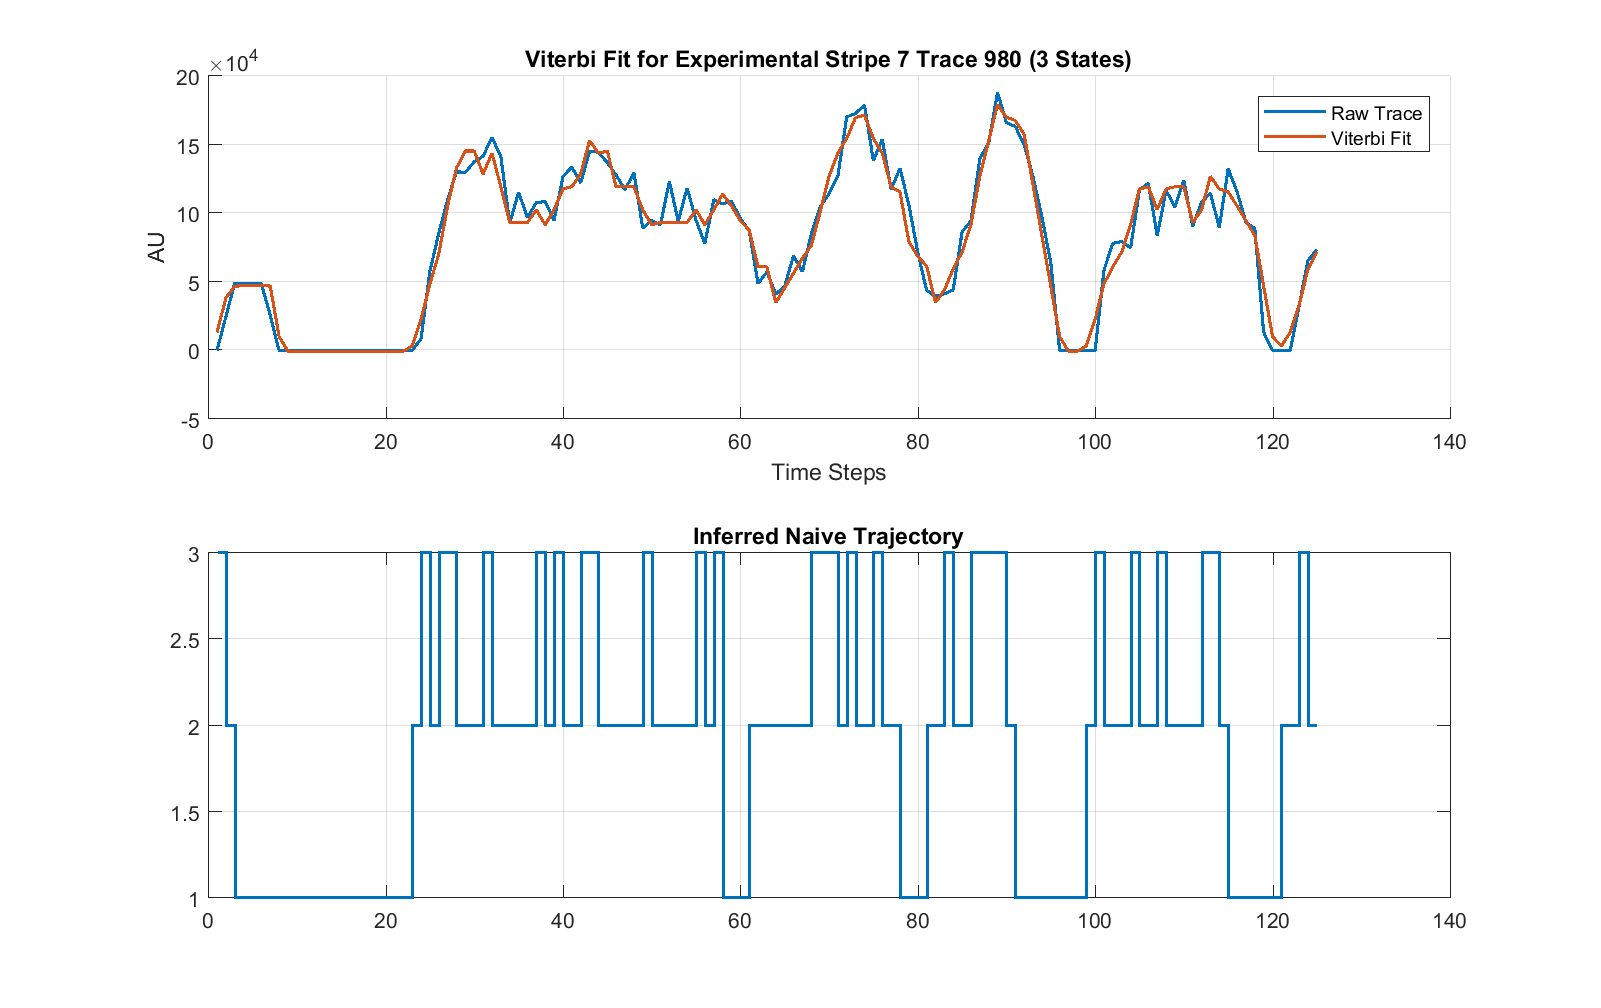 Viterbi Fit for Experimental Stripe 7 Trace 980 (3 States)
×10^4
20
15
10
5
0
-5
AU
0 20 40 60 80 100 120 140
Time Steps
Raw Trace
Viterbi Fit
Inferred Naive Trajectory
3
2.5
2
1.5
1
0 20 40 60 80 100 120 140